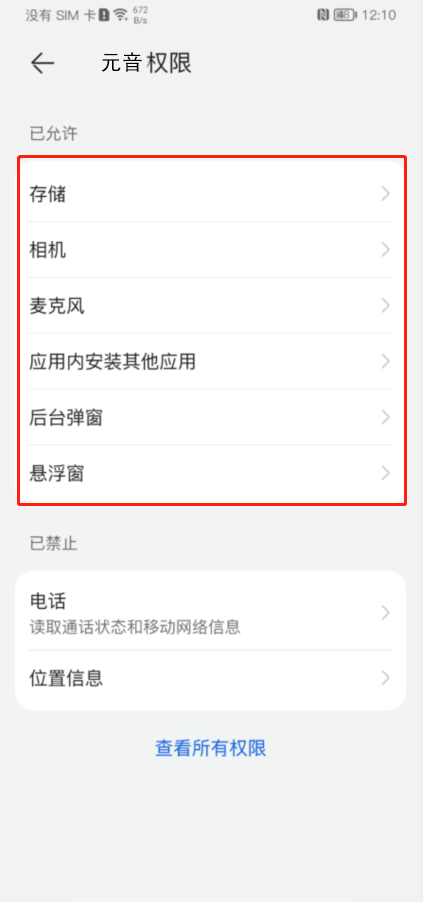 没有 SIM 卡 672 B/s 48 12:10
元音权限
已允许
存储
相机
麦克风
应用内安装其他应用
后台弹窗
悬浮窗
已禁止
电话
读取通话状态和移动网络信息
位置信息
查看所有权限